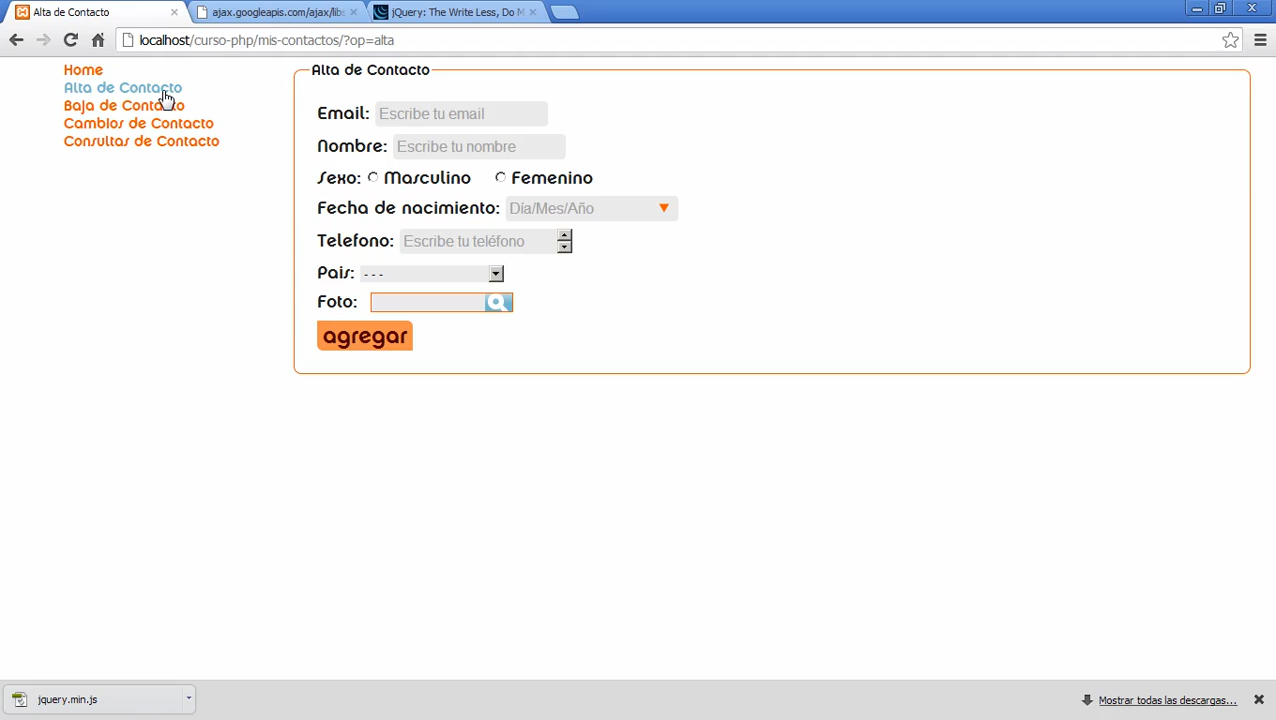 Alta de Contacto
ajax.googleapis.com/ajax/libs
jQuery: The Write Less, Do M
localhost/curso-php/mis-contactos/?op=alta
Home
Alta de Contacto
Baja de Contacto
Cambios de Contacto
Consultas de Contacto
Alta de Contacto
Email: Escribe tu email
Nombre: Escribe tu nombre
Sexo: Masculino Femenino
Fecha de nacimiento: Día/Mes/Año
Telefono: Escribe tu teléfono
Pais: - - -
Foto:
agregar
jquery.min.js
Mostrar todas las descargas...